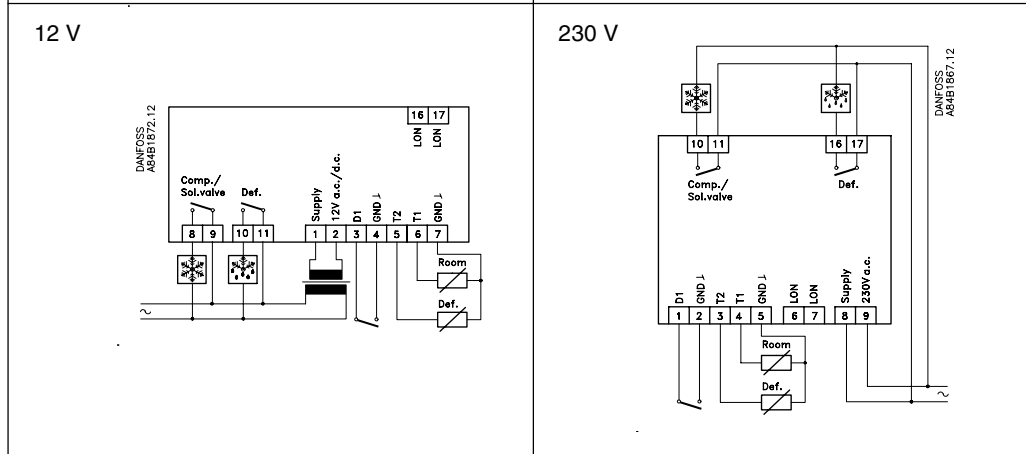 12 V
DANFOSS
A84B1872.12
16 17
LON LON
Comp./
Sol.valve
Def.
Supply
12V a.c./d.c.
D1
GND ⊥
T2
T1
GND ⊥
8 9 10 11 1 2 3 4 5 6 7
Room
Def.
~
230 V
DANFOSS
A84B1867.12
10 11 16 17
Comp./
Sol.valve
Def.
D1
GND ⊥
T2
T1
GND ⊥
LON
LON
Supply
230V a.c.
1 2 3 4 5 6 7 8 9
Room
Def.
~